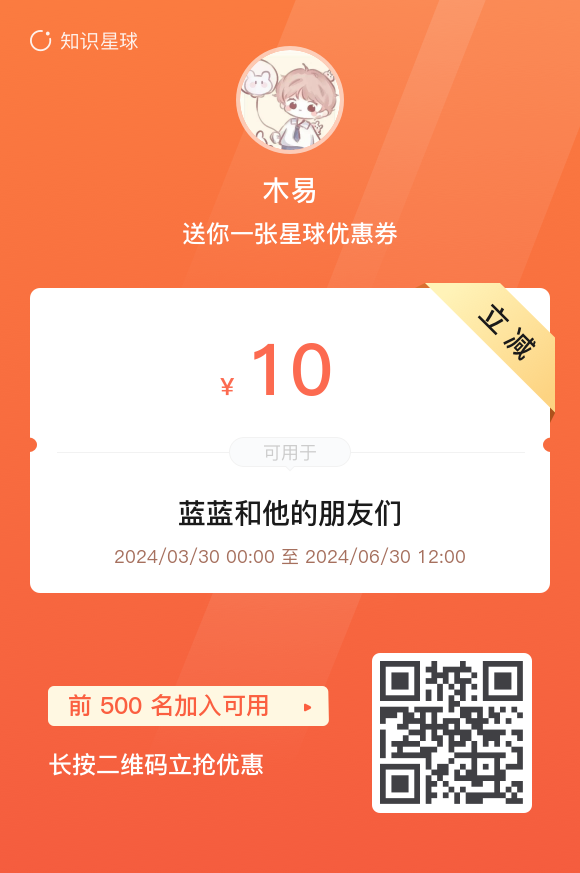 知识星球
木易
送你一张星球优惠券
立减
¥ 10
可用于
蓝蓝和他的朋友们
2024/03/30 00:00 至 2024/06/30 12:00
前 500 名加入可用
长按二维码立抢优惠